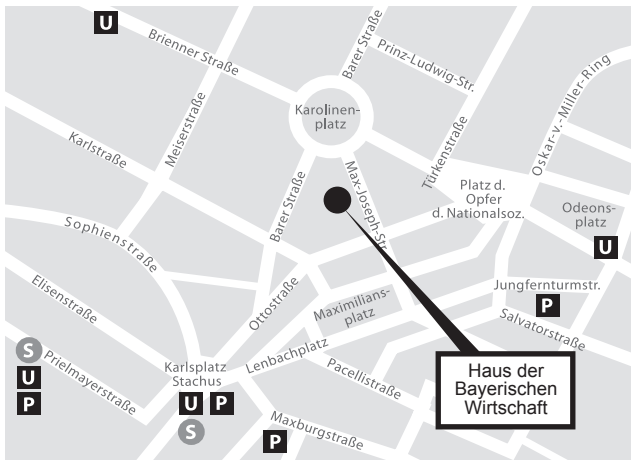 U
Brienner Straße
Barer Straße
Prinz-Ludwig-Str.
Oskar-v.-Miller-Ring
Meiserstraße
Karolinen-
platz
Karlstraße
Türkenstraße
Max-Joseph-Str.
Barer Straße
Platz d.
Opfer
d. Nationalsoz.
Odeons-
platz
U
Sophienstraße
Elisenstraße
Ottostraße
Maximilians-
platz
Jungfernturmstr.
P
Salvatorstraße
S
U
P
Prielmayerstraße
Karlsplatz
Stachus
U P
S
Lenbachplatz
Pacellistraße
Maxburgstraße
P
Haus der
Bayerischen
Wirtschaft